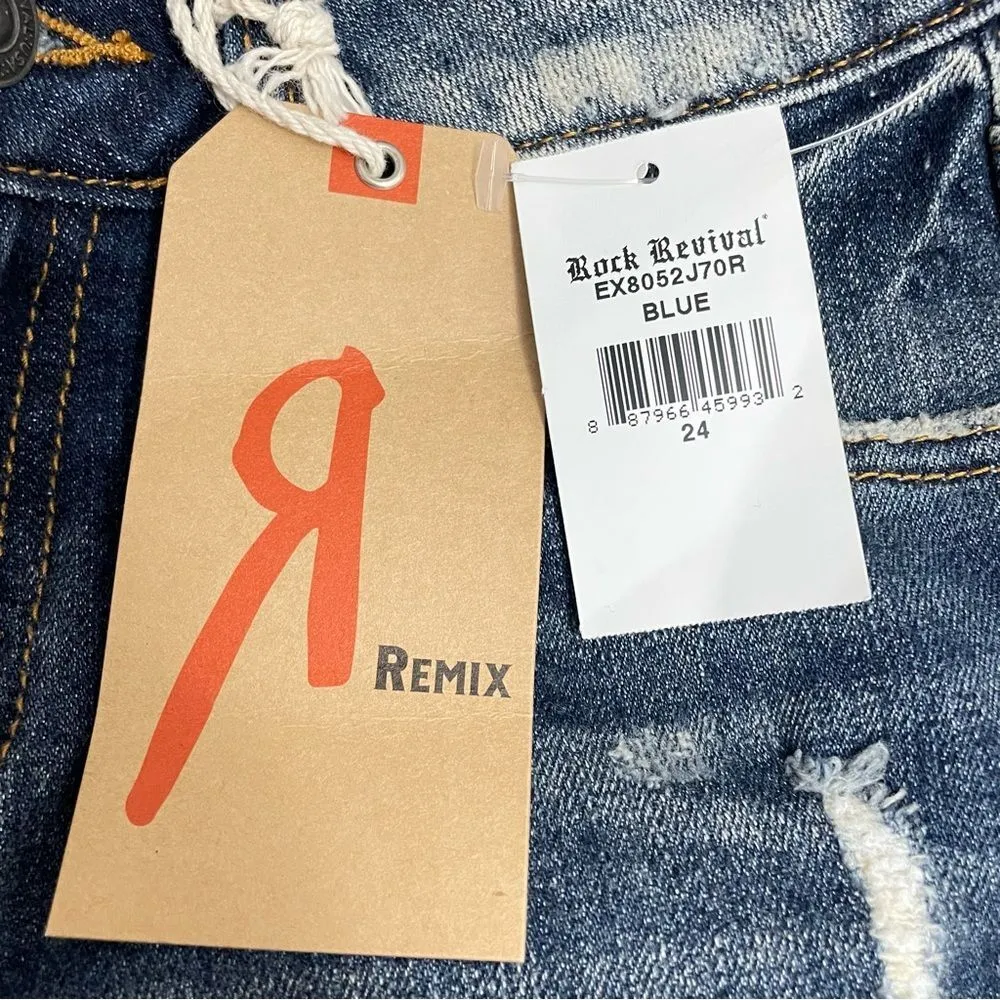 R
REMIX
Rock Revival
EX8052J70R
BLUE
8 87966 45993 2
24